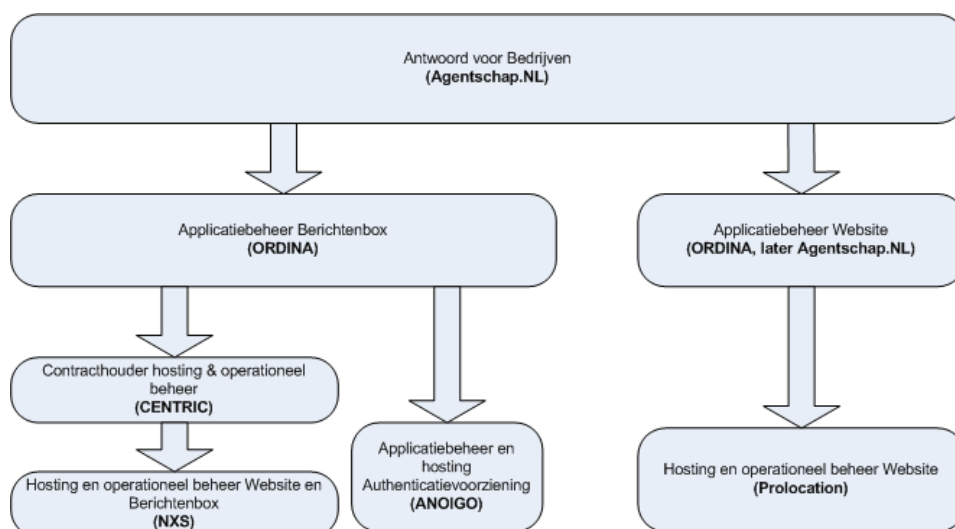 Antwoord voor Bedrijven
(Agentschap.NL)
Applicatiebeheer Berichtenbox
(ORDINA)
Applicatiebeheer Website
(ORDINA, later Agentschap.NL)
Contracthouder hosting & operationeel
beheer
(CENTRIC)
Hosting en operationeel beheer Website en
Berichtenbox
(NXS)
Applicatiebeheer en
hosting
Authenticatievoorziening
(ANOIGO)
Hosting en operationeel beheer Website
(Prolocation)